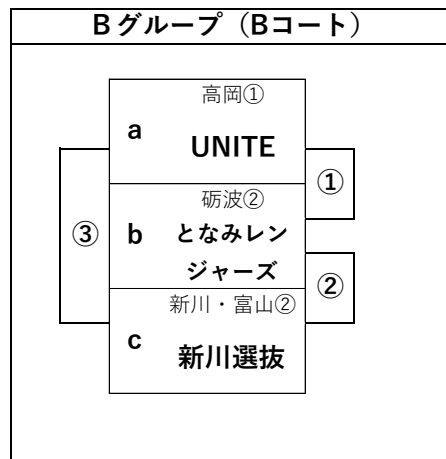 Bグループ（Bコート）
高岡①
a
UNITE
①
砺波②
③
b
となみレン
ジャーズ
②
新川・富山②
c
新川選抜